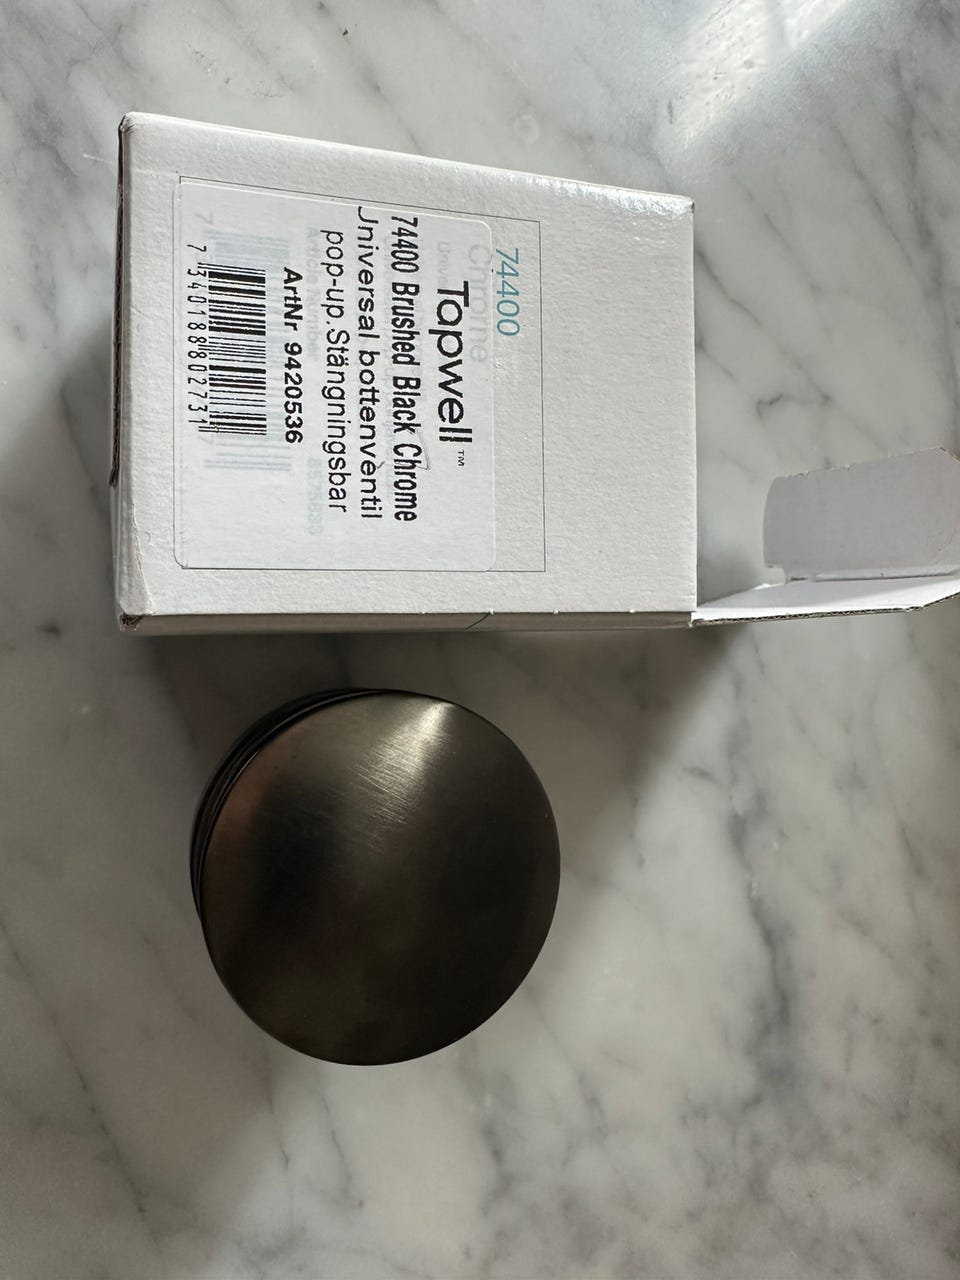 74400
Tapwell™
74400 Brushed Black Chrome
Universal bottenventil
pop-up.Stängningsbar
ArtNr 9420536
7 340188 802731